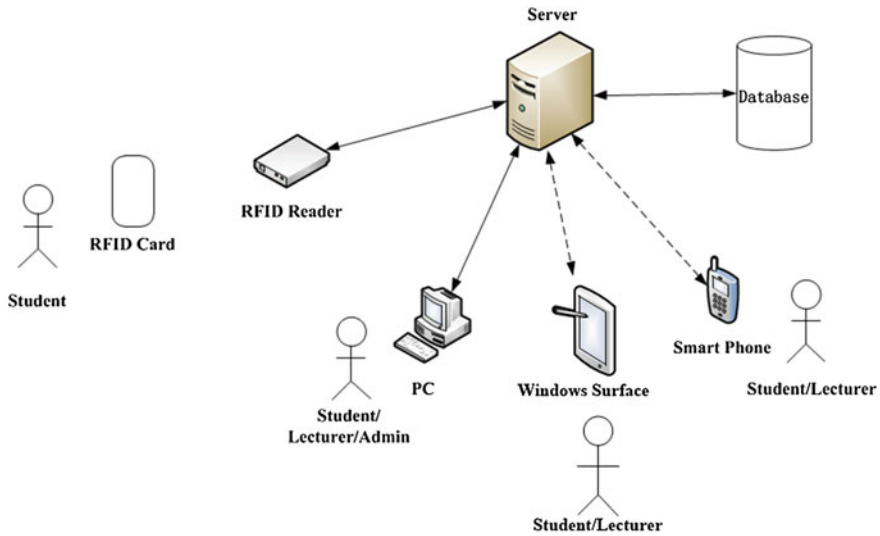 Server
Database
RFID Reader
RFID Card
Student
PC
Student/
Lecturer/Admin
Windows Surface
Student/Lecturer
Smart Phone
Student/Lecturer